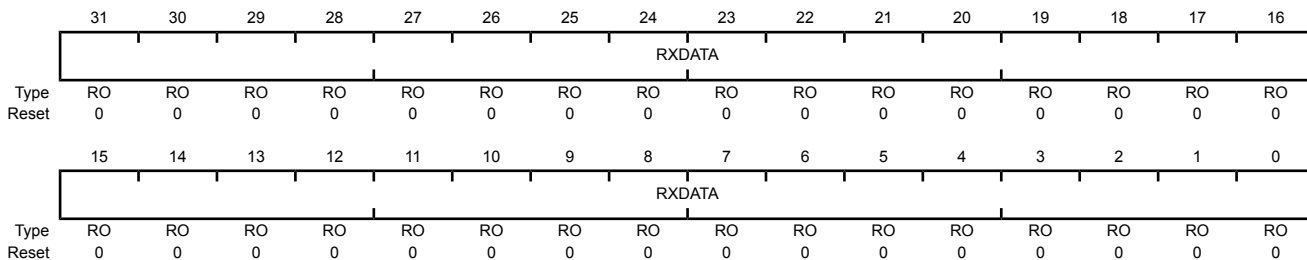 31 30 29 28 27 26 25 24 23 22 21 20 19 18 17 16
RXDATA
Type RO RO RO RO RO RO RO RO RO RO RO RO RO RO RO RO
Reset 0 0 0 0 0 0 0 0 0 0 0 0 0 0 0 0
15 14 13 12 11 10 9 8 7 6 5 4 3 2 1 0
RXDATA
Type RO RO RO RO RO RO RO RO RO RO RO RO RO RO RO RO
Reset 0 0 0 0 0 0 0 0 0 0 0 0 0 0 0 0